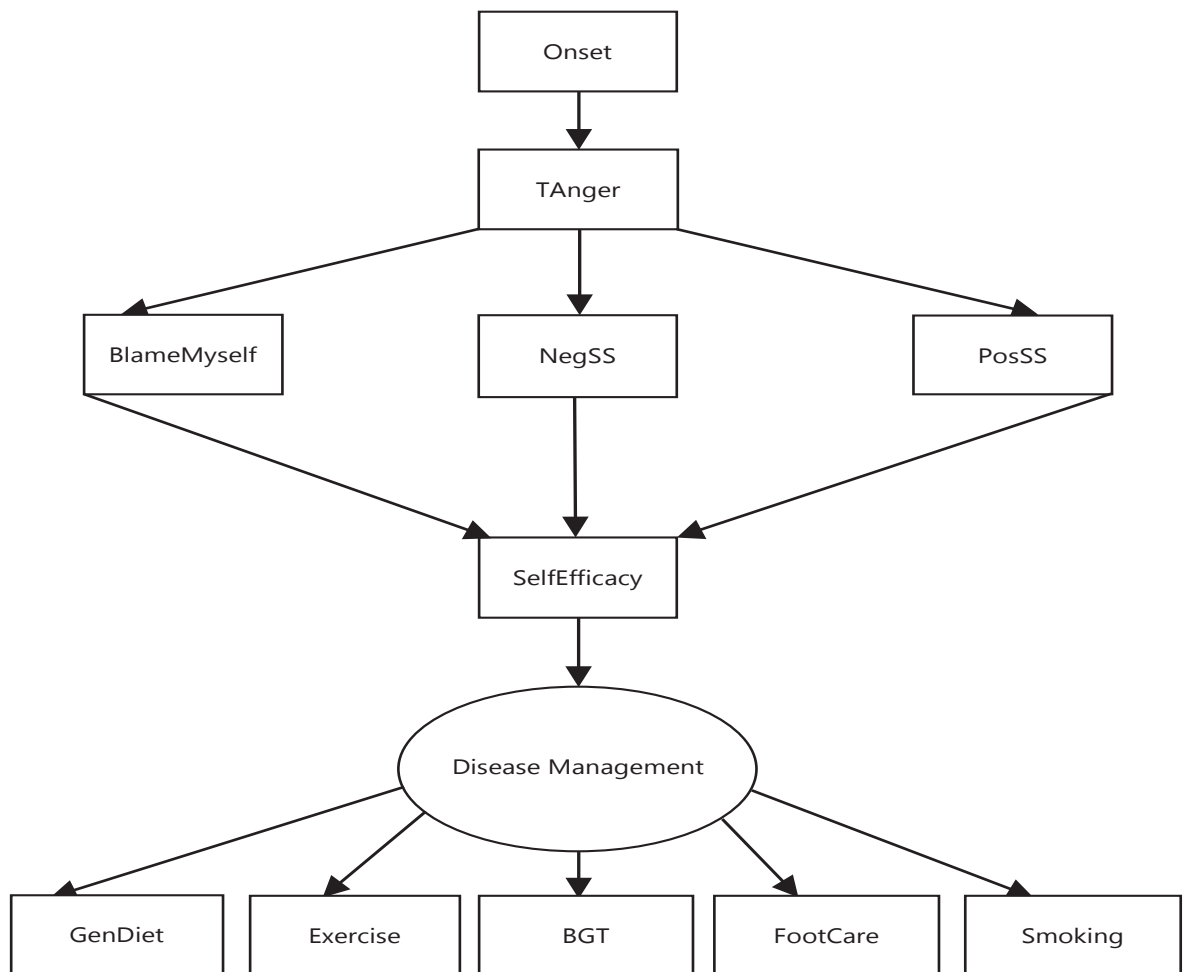 Onset
TAnger
BlameMyself
NegSS
PosSS
SelfEfficacy
Disease Management
GenDiet
Exercise
BGT
FootCare
Smoking